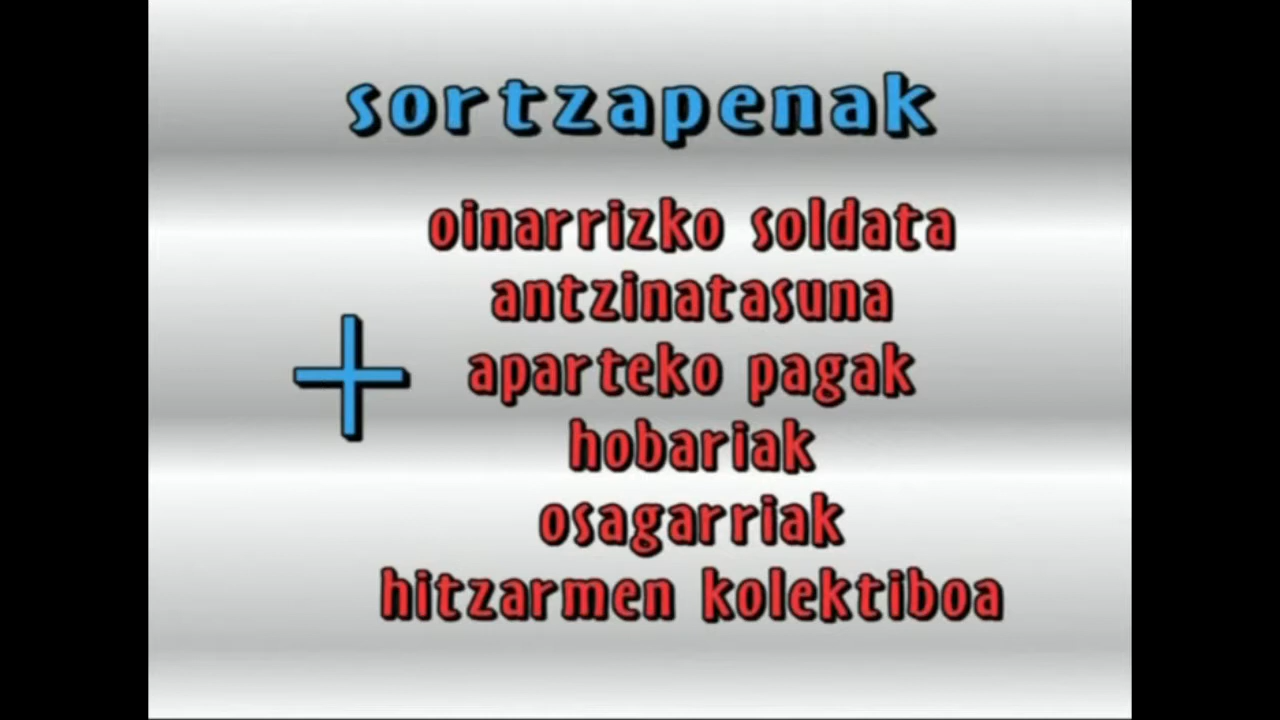 sortzapenak
oinarrizko soldata
antzinatasuna
+
aparteko pagak
hobariak
osagarriak
hitzarmen kolektiboa